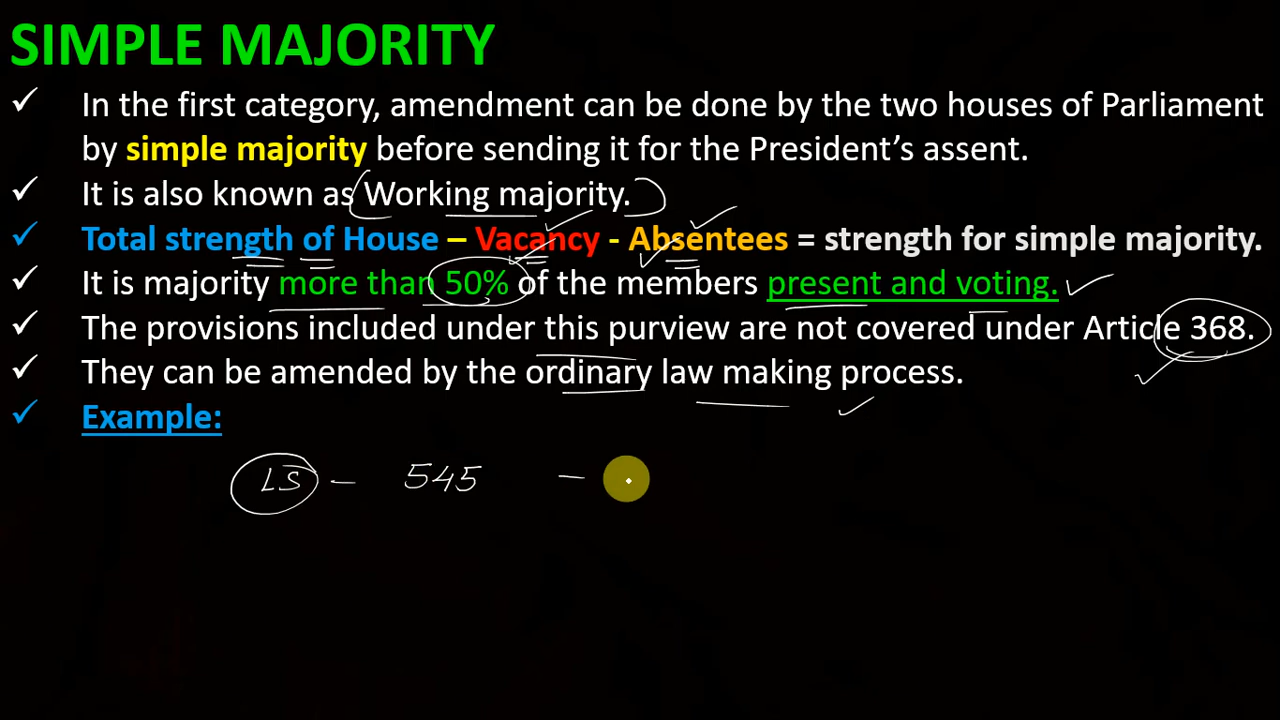 SIMPLE MAJORITY
✓ In the first category, amendment can be done by the two houses of Parliament
by simple majority before sending it for the President's assent.
✓ It is also known as Working majority.
✓ Total strength of House – Vacancy - Absentees = strength for simple majority.
✓ It is majority more than 50% of the members present and voting.
✓ The provisions included under this purview are not covered under Article 368.
✓ They can be amended by the ordinary law making process.
✓ Example:
LS - 545 -